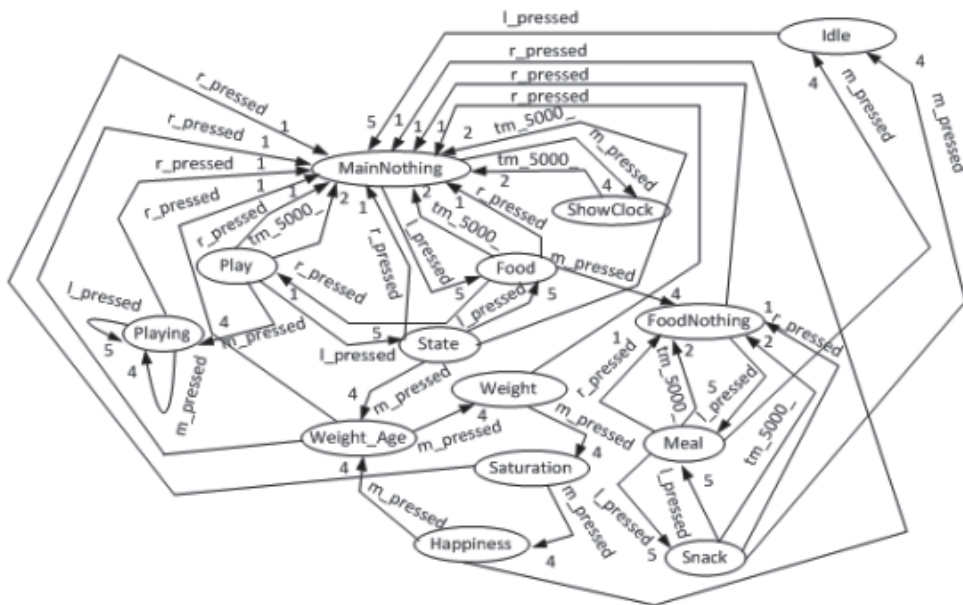 l_pressed
Idle
4
4
r_pressed
r_pressed
r_pressed
r_pressed
m_pressed
m_pressed
r_pressed
1
5
1
1
1
2
tm_5000_
m_pressed
r_pressed
1
MainNothing
tm_5000_
r_pressed
1
1
1
2
2
1
2
4
ShowClock
r_pressed
r_pressed
tm_5000_
1
r_pressed
l_pressed
tm_5000_
r_pressed
Play
r_pressed
Food
m_pressed
l_pressed
1
5
5
4
FoodNothing
1
r_pressed
Playing
4
m_pressed
l_pressed
5
State
l_pressed
1
2
2
5
4
m_pressed
4
m_pressed
Weight
4
r_pressed
tm_5000_
5
l_pressed
m_pressed
Weight_Age
m_pressed
4
Meal
tm_5000_
4
Saturation
5
m_pressed
m_pressed
l_pressed
l_pressed
Happiness
4
5
Snack